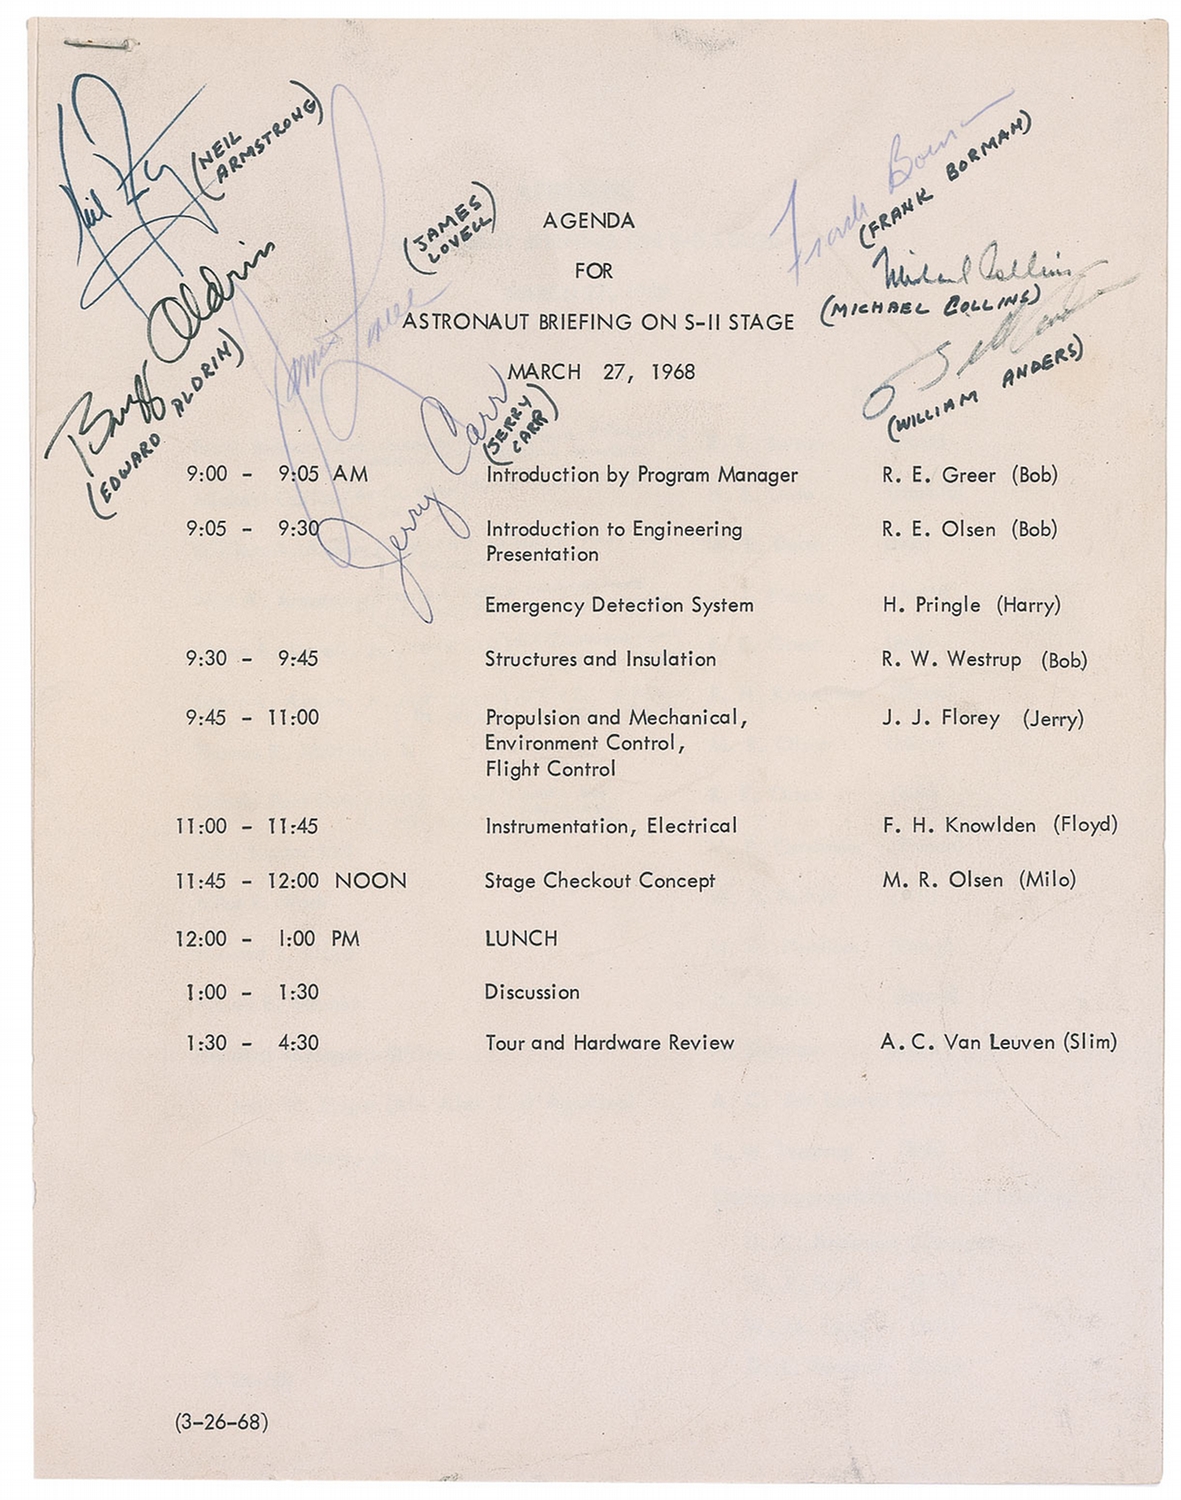 Neil Armstrong
(NEIL
ARMSTRONG)
James Lovell
(JAMES
LOVELL)
Frank Borman
(FRANK BORMAN)
Michael Collins
(MICHAEL COLLINS)
(WILLIAM ANDERS)
Buzz Aldrin
(EDWARD ALDRIN)
Jerry Carr
(JERRY
CARR)
AGENDA
FOR
ASTRONAUT BRIEFING ON S-II STAGE
MARCH 27, 1968
9:00 - 9:05 AM Introduction by Program Manager R. E. Greer (Bob)
9:05 - 9:30 Introduction to Engineering R. E. Olsen (Bob)
Presentation
Emergency Detection System H. Pringle (Harry)
9:30 - 9:45 Structures and Insulation R. W. Westrup (Bob)
9:45 - 11:00 Propulsion and Mechanical, J. J. Florey (Jerry)
Environment Control,
Flight Control
11:00 - 11:45 Instrumentation, Electrical F. H. Knowlden (Floyd)
11:45 - 12:00 NOON Stage Checkout Concept M. R. Olsen (Milo)
12:00 - 1:00 PM LUNCH
1:00 - 1:30 Discussion
1:30 - 4:30 Tour and Hardware Review A. C. Van Leuven (Slim)
(3-26-68)